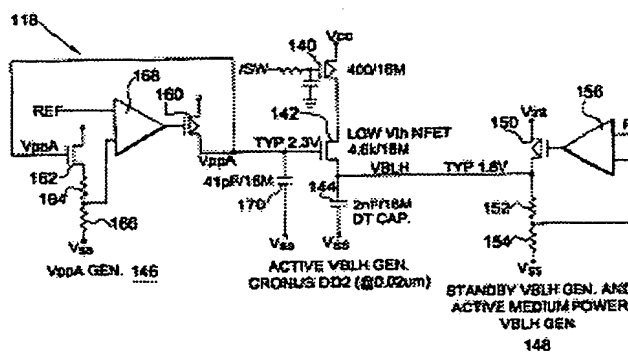 118
140
VCC
/SW
400/16M
168
160
REF
142
LOW Vth NFET
4.6k/16M
VppA
VppA
TYP 2.3V
162
164
166
Vss
41pF/16M
170
Vss
VBLH
TYP 1.6V
144
2nF/16M
DT CAP.
Vss
150
156
152
154
Vss
VppA GEN. 146
ACTIVE VBLH GEN.
CRONUS DD2 (@0.02um)
STANDBY VBLH GEN. AND
ACTIVE MEDIUM POWER
VBLH GEN
148